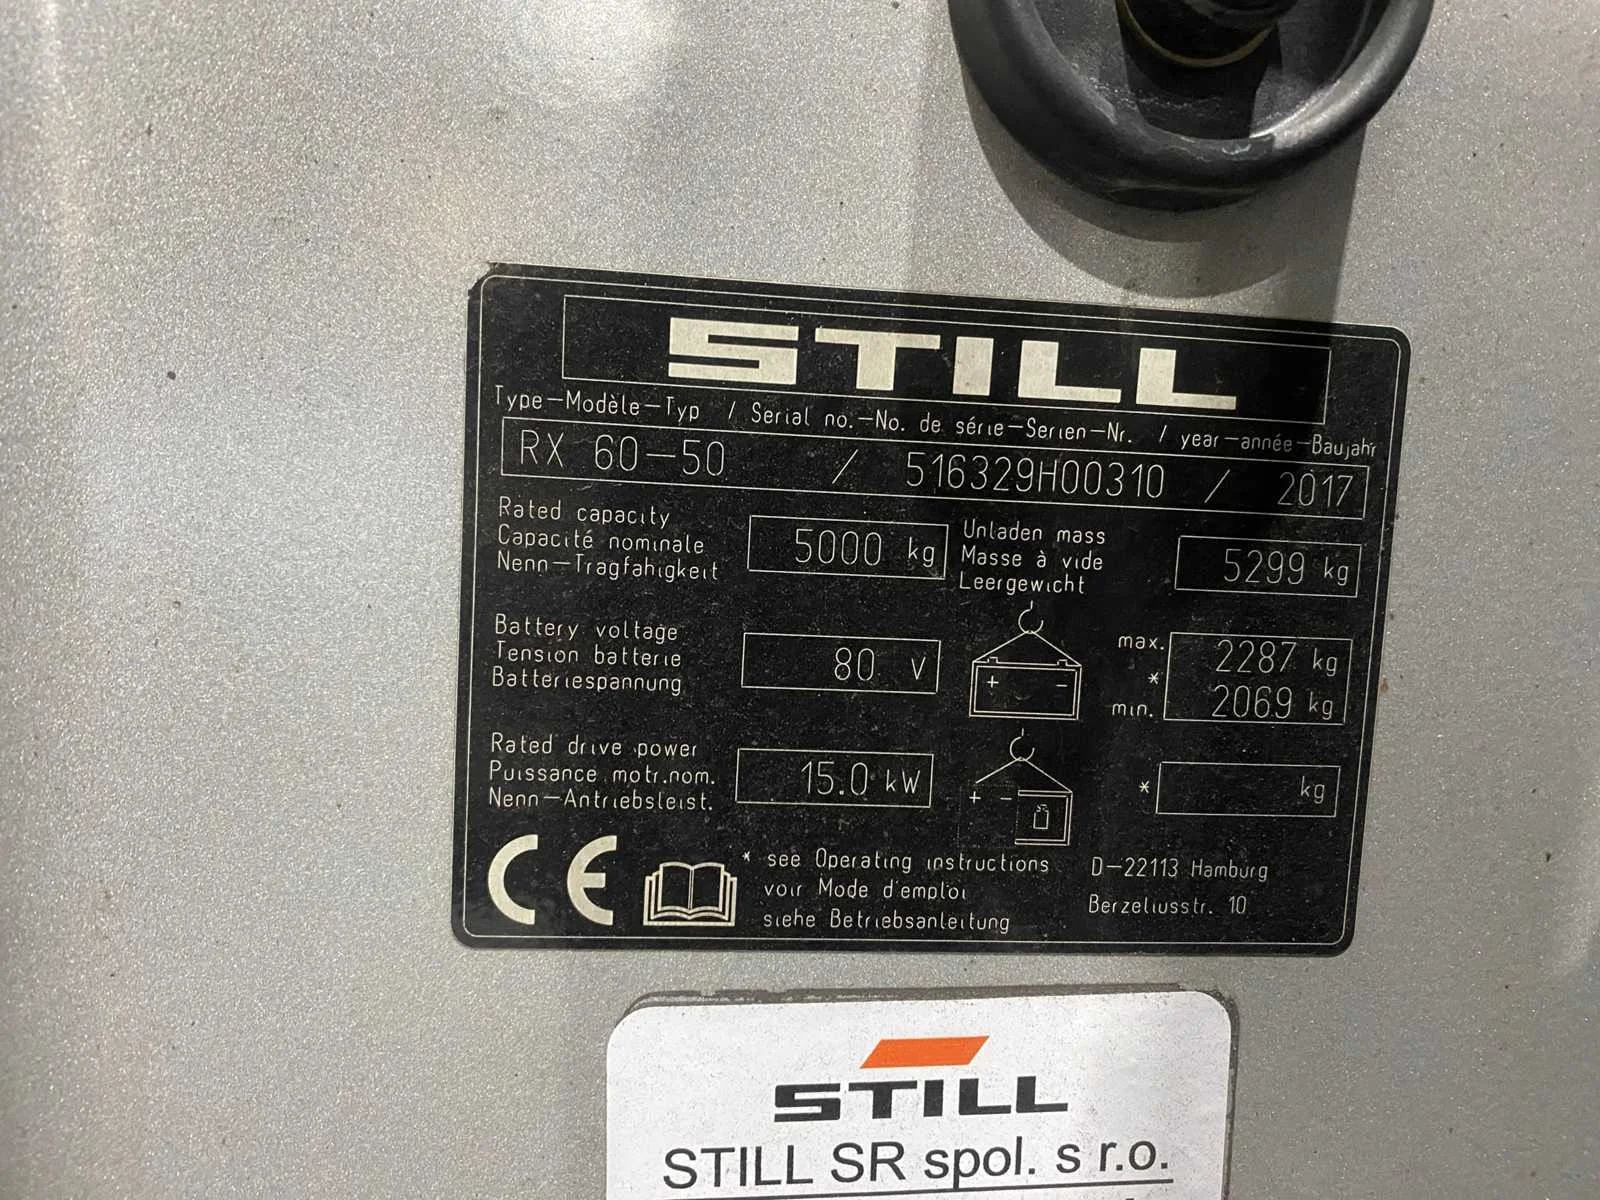 STILL
Type-Modèle-Typ / Serial no.-No. de série-Serien-Nr. / year-année-Baujahr
RX 60-50 / 516329H00310 / 2017
Rated capacity
Capacité nominale
Nenn-Tragfähigkeit
5000 kg
Unladen mass
Masse à vide
Leergewicht
5299 kg
Battery voltage
Tension batterie
Batteriespannung
80 V
+ -
max. 2287 kg
*
min. 2069 kg
Rated drive power
Puissance motr.nom.
Nenn-Antriebsleist.
15.0 kW
+ -
* kg
CE
* see Operating instructions
voir Mode d'emploi
siehe Betriebsanleitung
D-22113 Hamburg
Berzeliusstr. 10
STILL
STILL SR spol. s r.o.